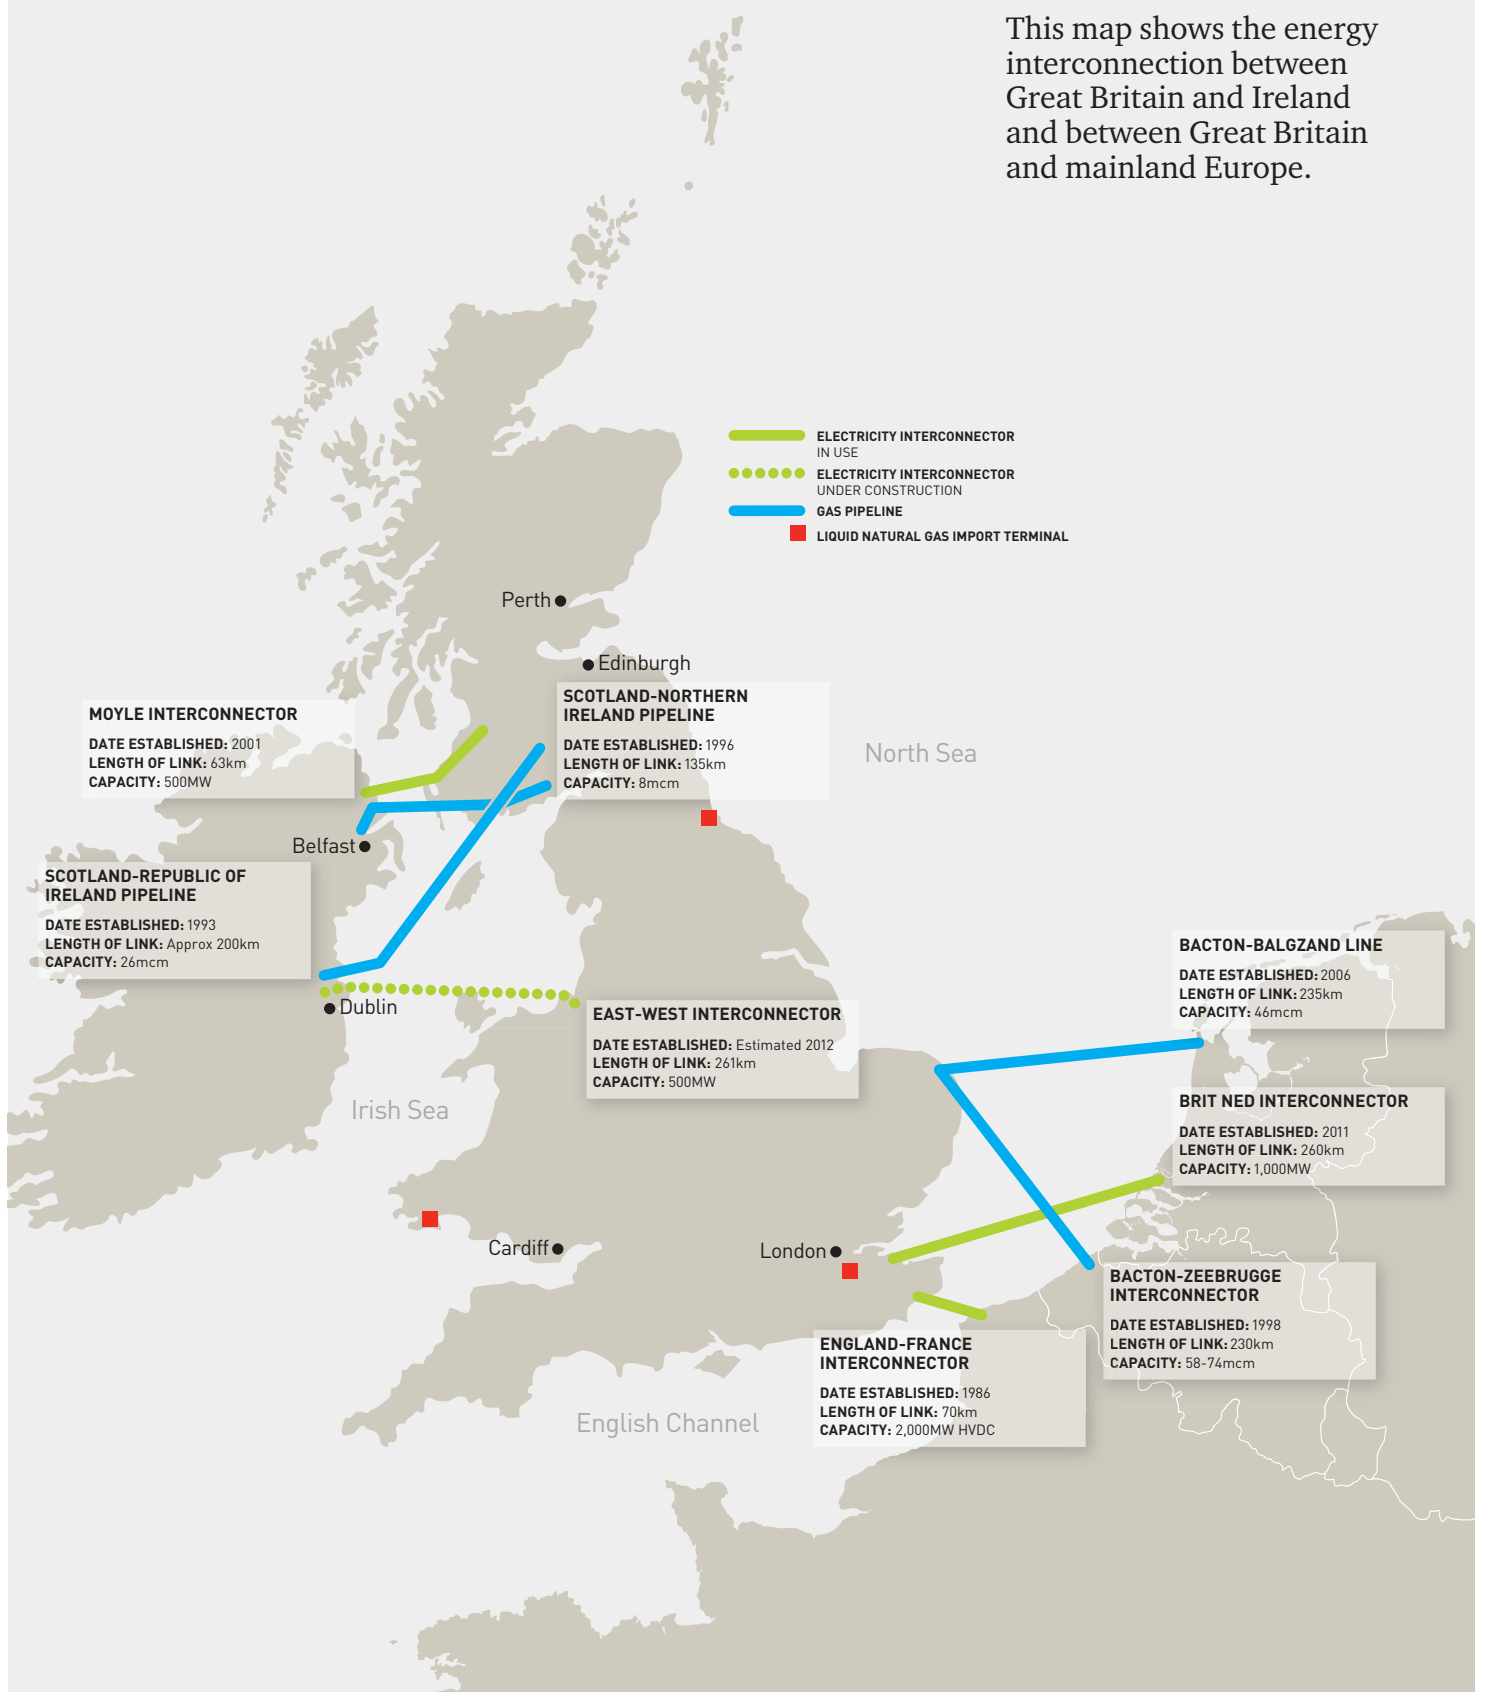 This map shows the energy
interconnection between
Great Britain and Ireland
and between Great Britain
and mainland Europe.
ELECTRICITY INTERCONNECTOR
IN USE
ELECTRICITY INTERCONNECTOR
UNDER CONSTRUCTION
GAS PIPELINE
LIQUID NATURAL GAS IMPORT TERMINAL
Perth
Edinburgh
MOYLE INTERCONNECTOR
DATE ESTABLISHED: 2001
LENGTH OF LINK: 63km
CAPACITY: 500MW
SCOTLAND-NORTHERN
IRELAND PIPELINE
DATE ESTABLISHED: 1996
LENGTH OF LINK: 135km
CAPACITY: 8mcm
North Sea
Belfast
SCOTLAND-REPUBLIC OF
IRELAND PIPELINE
DATE ESTABLISHED: 1993
LENGTH OF LINK: Approx 200km
CAPACITY: 26mcm
BACTON-BALGZAND LINE
DATE ESTABLISHED: 2006
LENGTH OF LINK: 235km
CAPACITY: 46mcm
Dublin
EAST-WEST INTERCONNECTOR
DATE ESTABLISHED: Estimated 2012
LENGTH OF LINK: 261km
CAPACITY: 500MW
Irish Sea
BRIT NED INTERCONNECTOR
DATE ESTABLISHED: 2011
LENGTH OF LINK: 260km
CAPACITY: 1,000MW
Cardiff
London
BACTON-ZEEBRUGGE
INTERCONNECTOR
DATE ESTABLISHED: 1998
LENGTH OF LINK: 230km
CAPACITY: 58-74mcm
ENGLAND-FRANCE
INTERCONNECTOR
DATE ESTABLISHED: 1986
LENGTH OF LINK: 70km
CAPACITY: 2,000MW HVDC
English Channel